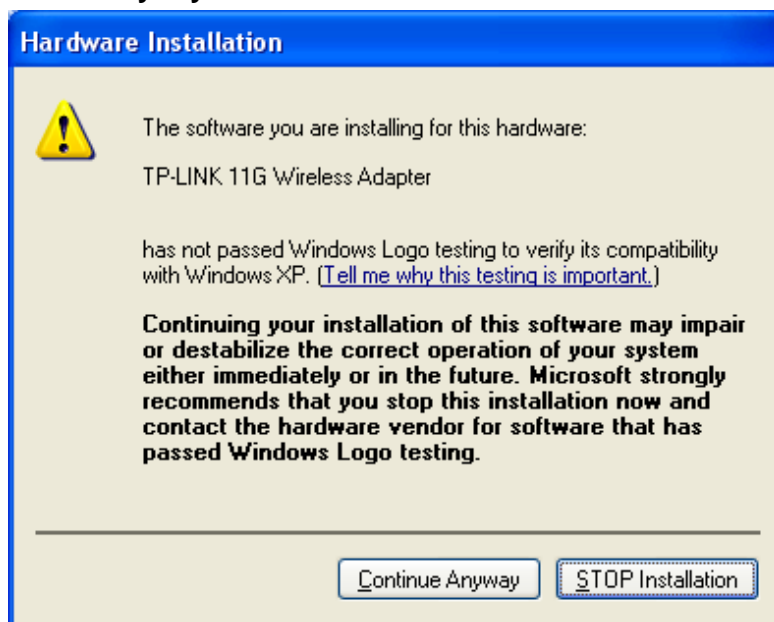 Hardware Installation
The software you are installing for this hardware:
TP-LINK 11G Wireless Adapter
has not passed Windows Logo testing to verify its compatibility
with Windows XP. (Tell me why this testing is important.)
Continuing your installation of this software may impair
or destabilize the correct operation of your system
either immediately or in the future. Microsoft strongly
recommends that you stop this installation now and
contact the hardware vendor for software that has
passed Windows Logo testing.
Continue Anyway
STOP Installation